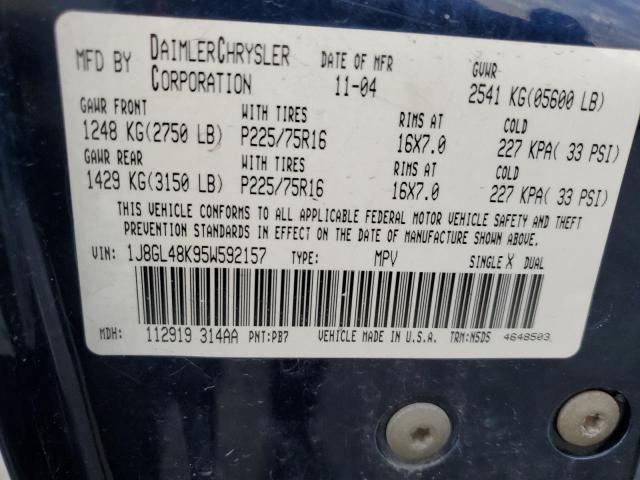 MFD BY DAIMLERCHRYSLER CORPORATION DATE OF MFR 11-04 GVWR 2541 KG(05600 LB)
GAWR FRONT WITH TIRES RIMS AT COLD
1248 KG(2750 LB) P225/75R16 16X7.0 227 KPA( 33 PSI)
GAWR REAR WITH TIRES RIMS AT COLD
1429 KG(3150 LB) P225/75R16 16X7.0 227 KPA( 33 PSI)
THIS VEHICLE CONFORMS TO ALL APPLICABLE FEDERAL MOTOR VEHICLE SAFETY AND THEFT
PREVENTION STANDARDS IN EFFECT ON THE DATE OF MANUFACTURE SHOWN ABOVE.
VIN: 1J8GL48K95W592157 TYPE: MPV SINGLE X DUAL
MDH: 112919 314AA PNT:PB7 VEHICLE MADE IN U.S.A. TRM:N5D5 4648503